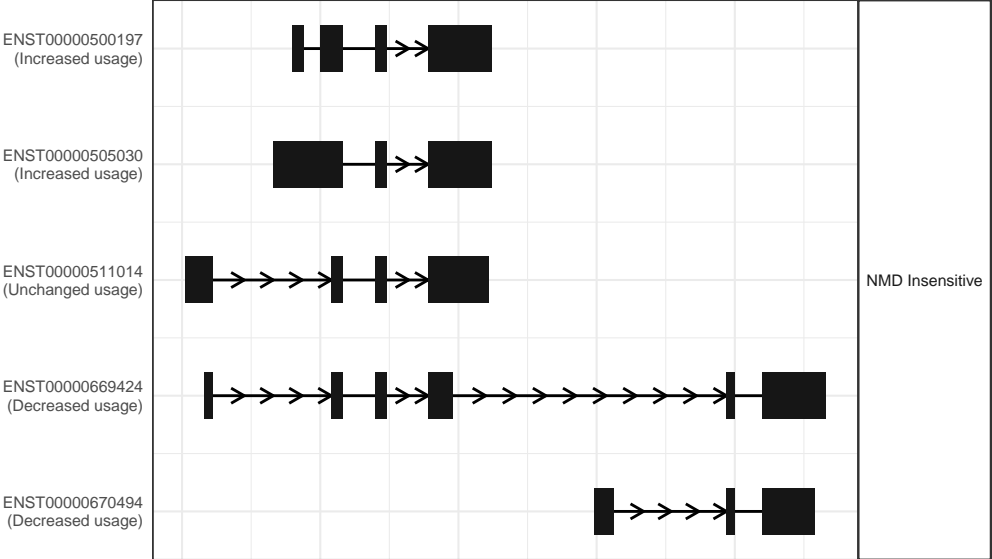 ENST00000500197
(Increased usage)
ENST00000505030
(Increased usage)
ENST00000511014
(Unchanged usage)
NMD Insensitive
ENST00000669424
(Decreased usage)
ENST00000670494
(Decreased usage)